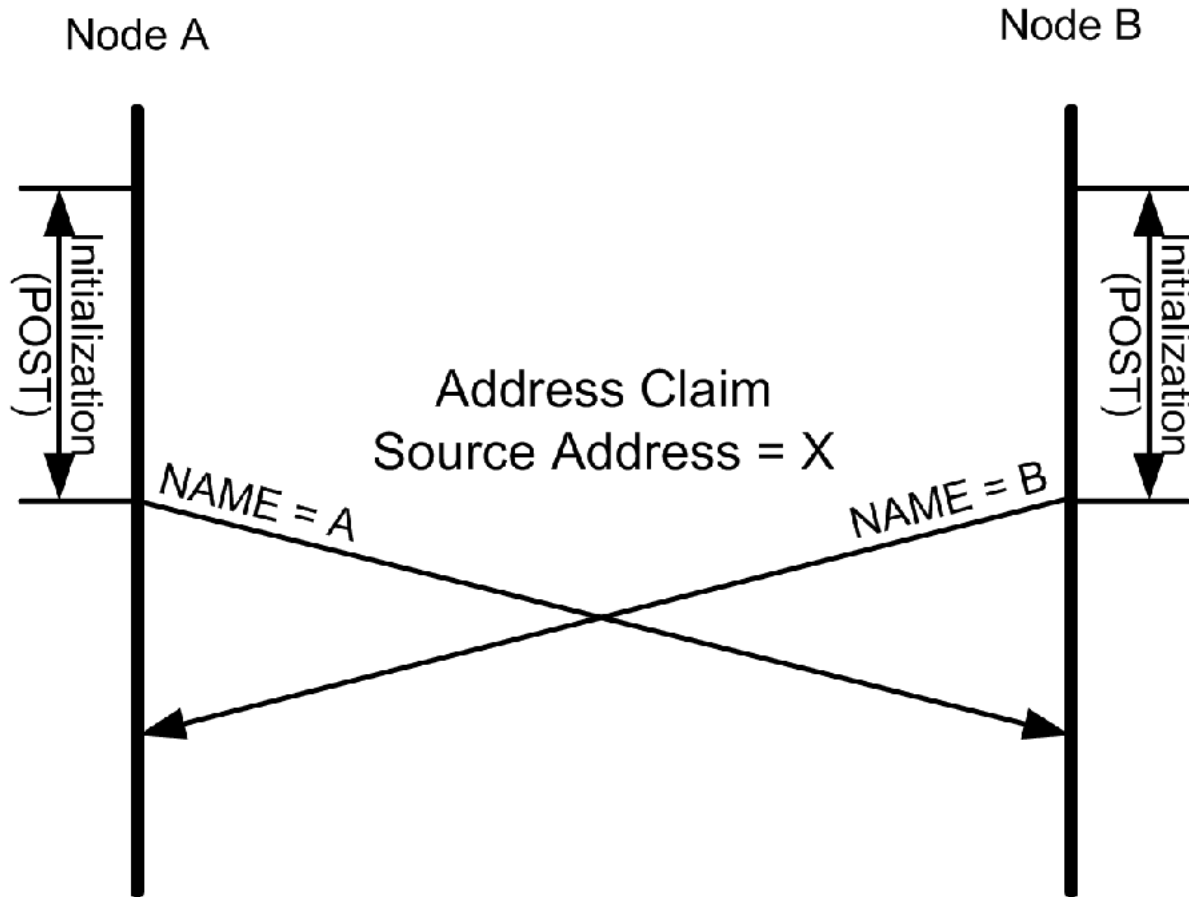 Node A
Node B
Initialization
(POST)
Initialization
(POST)
Address Claim
Source Address = X
NAME = A
NAME = B